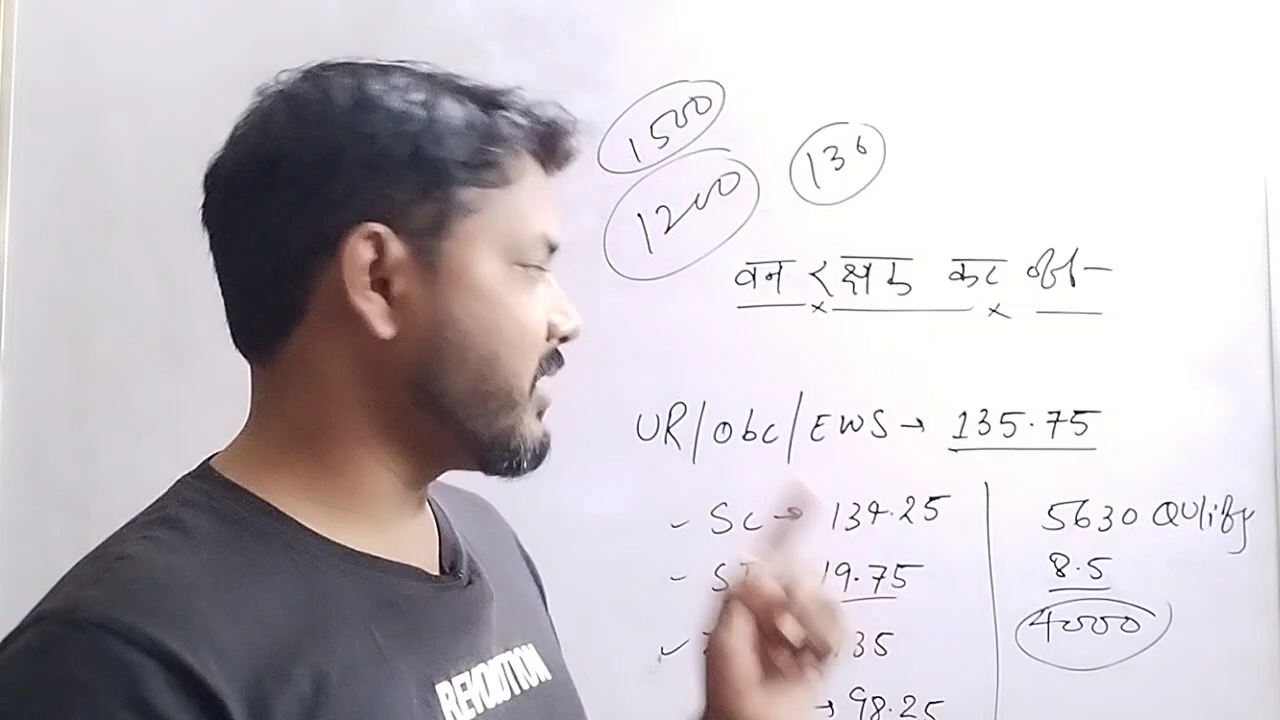 1500
1200
136
वन रक्षक कट off-
UR/obc/EWS → 135.75
- SC → 134.25
- S 19.75
✓ 35
→ 98.25
5630 QUlify
8.5
4000
REVOLUTION